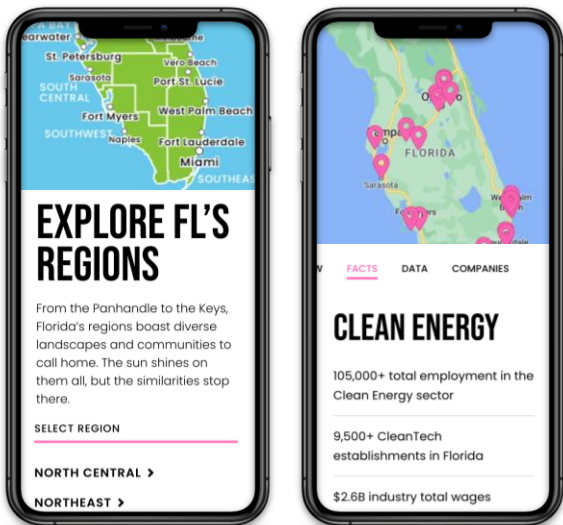 St. Petersburg
Vero Beach
Sarasota
Port St. Lucie
SOUTH
CENTRAL
Fort Myers
West Palm Beach
SOUTHWEST
Naples
Fort Lauderdale
Miami
EXPLORE FL'S
REGIONS
From the Panhandle to the Keys,
Florida's regions boast diverse
landscapes and communities to
call home. The sun shines on
them all, but the similarities stop
there.
SELECT REGION
NORTH CENTRAL >
NORTHEAST >
FLORIDA
Sarasota
FACTS
DATA
COMPANIES
CLEAN ENERGY
105,000+ total employment in the
Clean Energy sector
9,500+ CleanTech
establishments in Florida
$2.6B industry total wages